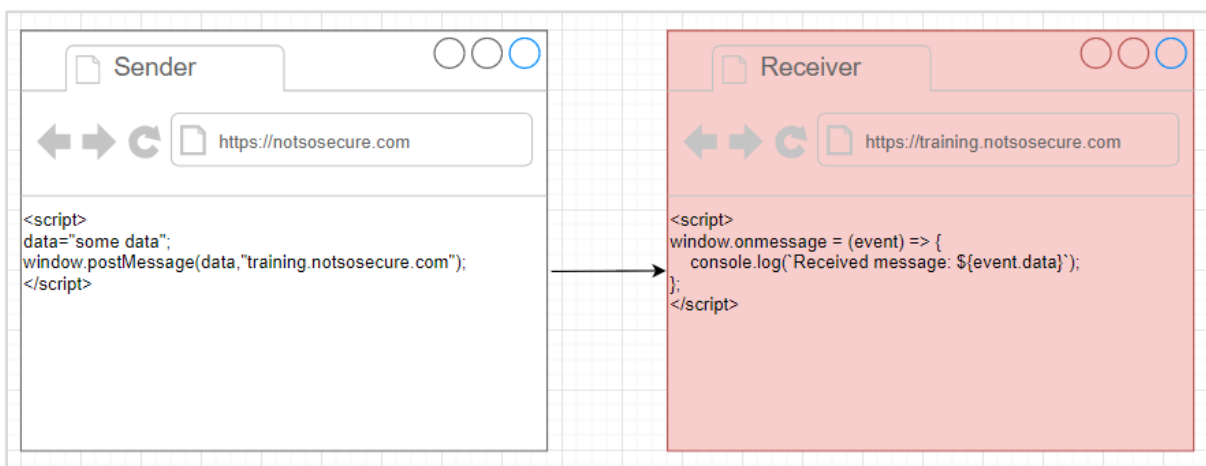 Sender
https://notsosecure.com
<script>
data="some data";
window.postMessage(data,"training.notsosecure.com");
</script>
Receiver
https://training.notsosecure.com
<script>
window.onmessage = (event) => {
    console.log(`Received message: ${event.data}`);
};
</script>